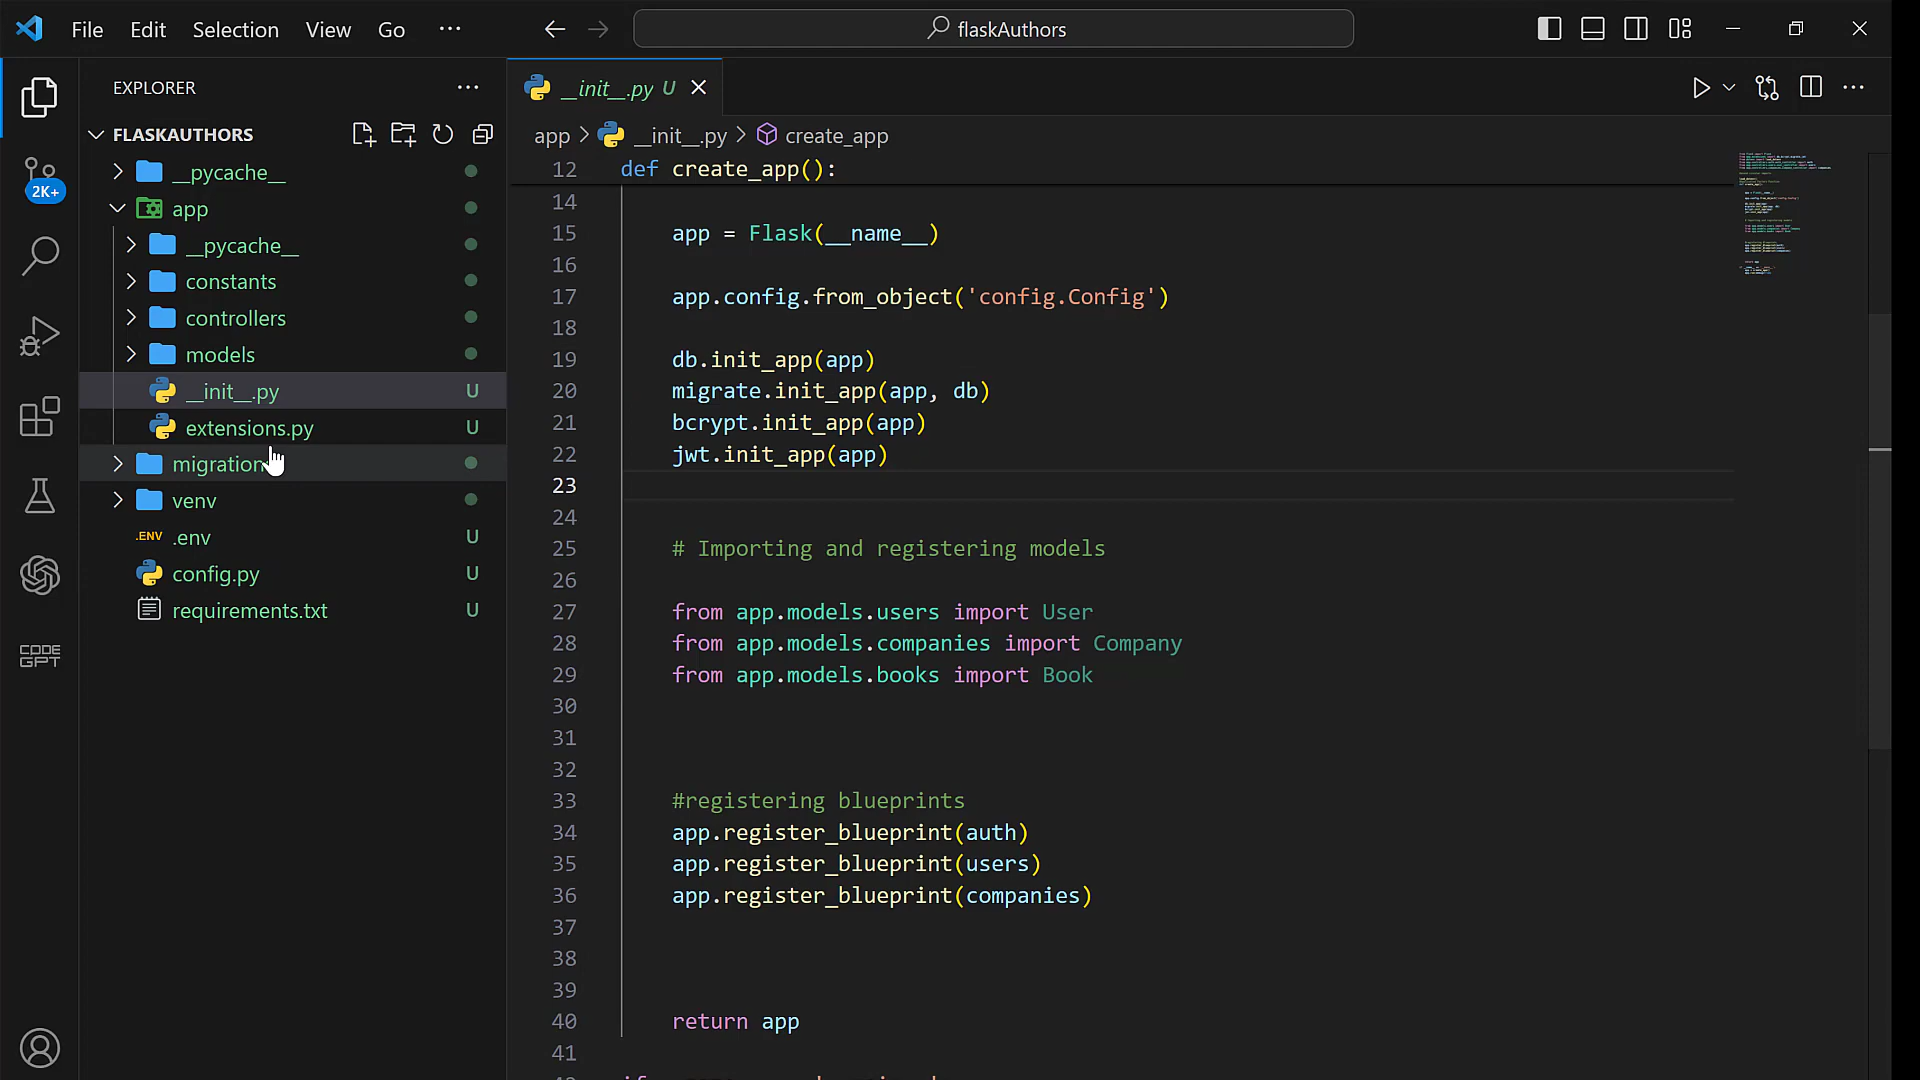 File Edit Selection View Go ···
flaskAuthors
EXPLORER
FLASKAUTHORS
__pycache__
app
__pycache__
constants
controllers
models
__init__.py U
extensions.py U
migration
venv
.ENV .env U
config.py U
requirements.txt U
2K+
CODE
GPT
__init__.py U
app > __init__.py > create_app
12 def create_app():
14
15 app = Flask(__name__)
16
17 app.config.from_object('config.Config')
18
19 db.init_app(app)
20 migrate.init_app(app, db)
21 bcrypt.init_app(app)
22 jwt.init_app(app)
23
24
25 # Importing and registering models
26
27 from app.models.users import User
28 from app.models.companies import Company
29 from app.models.books import Book
30
31
32
33 #registering blueprints
34 app.register_blueprint(auth)
35 app.register_blueprint(users)
36 app.register_blueprint(companies)
37
38
39
40 return app
41